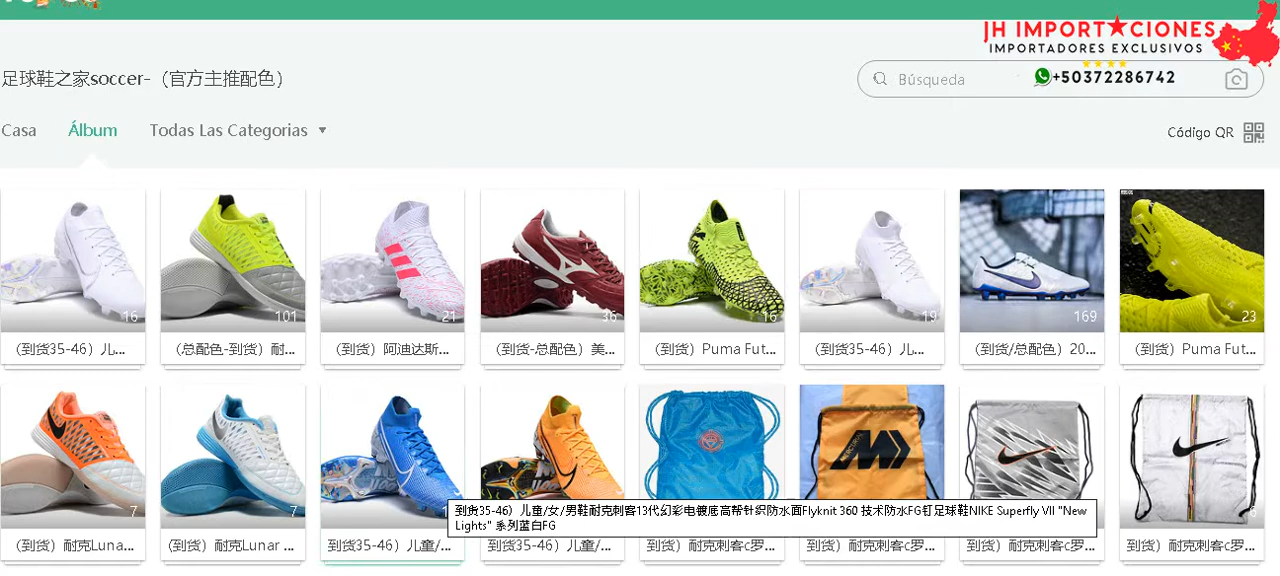 JH IMPORT★CIONES
IMPORTADORES EXCLUSIVOS
足球鞋之家soccer-（官方主推配色）
Búsqueda
+50372286742
Casa
Álbum
Todas Las Categorias
Código QR
16
101
21
36
16
19
169
23
（到货35-46）儿...
（总配色-到货）耐...
（到货）阿迪达斯...
（到货-总配色）美...
（到货）Puma Fut...
（到货35-46）儿...
（到货/总配色）20...
（到货）Puma Fut...
7
7
到货35-46）儿童/女/男鞋耐克刺客13代幻彩电镀底高帮针织防水面Flyknit 360 技术防水FG钉足球鞋NIKE Superfly VII "New
Lights" 系列蓝白FG
（到货）耐克Luna...
（到货）耐克Lunar ...
到货35-46）儿童/...
到货35-46）儿童/...
到货）耐克刺客c罗...
到货）耐克刺客c罗...
到货）耐克刺客c罗...
到货）耐克刺客c罗...